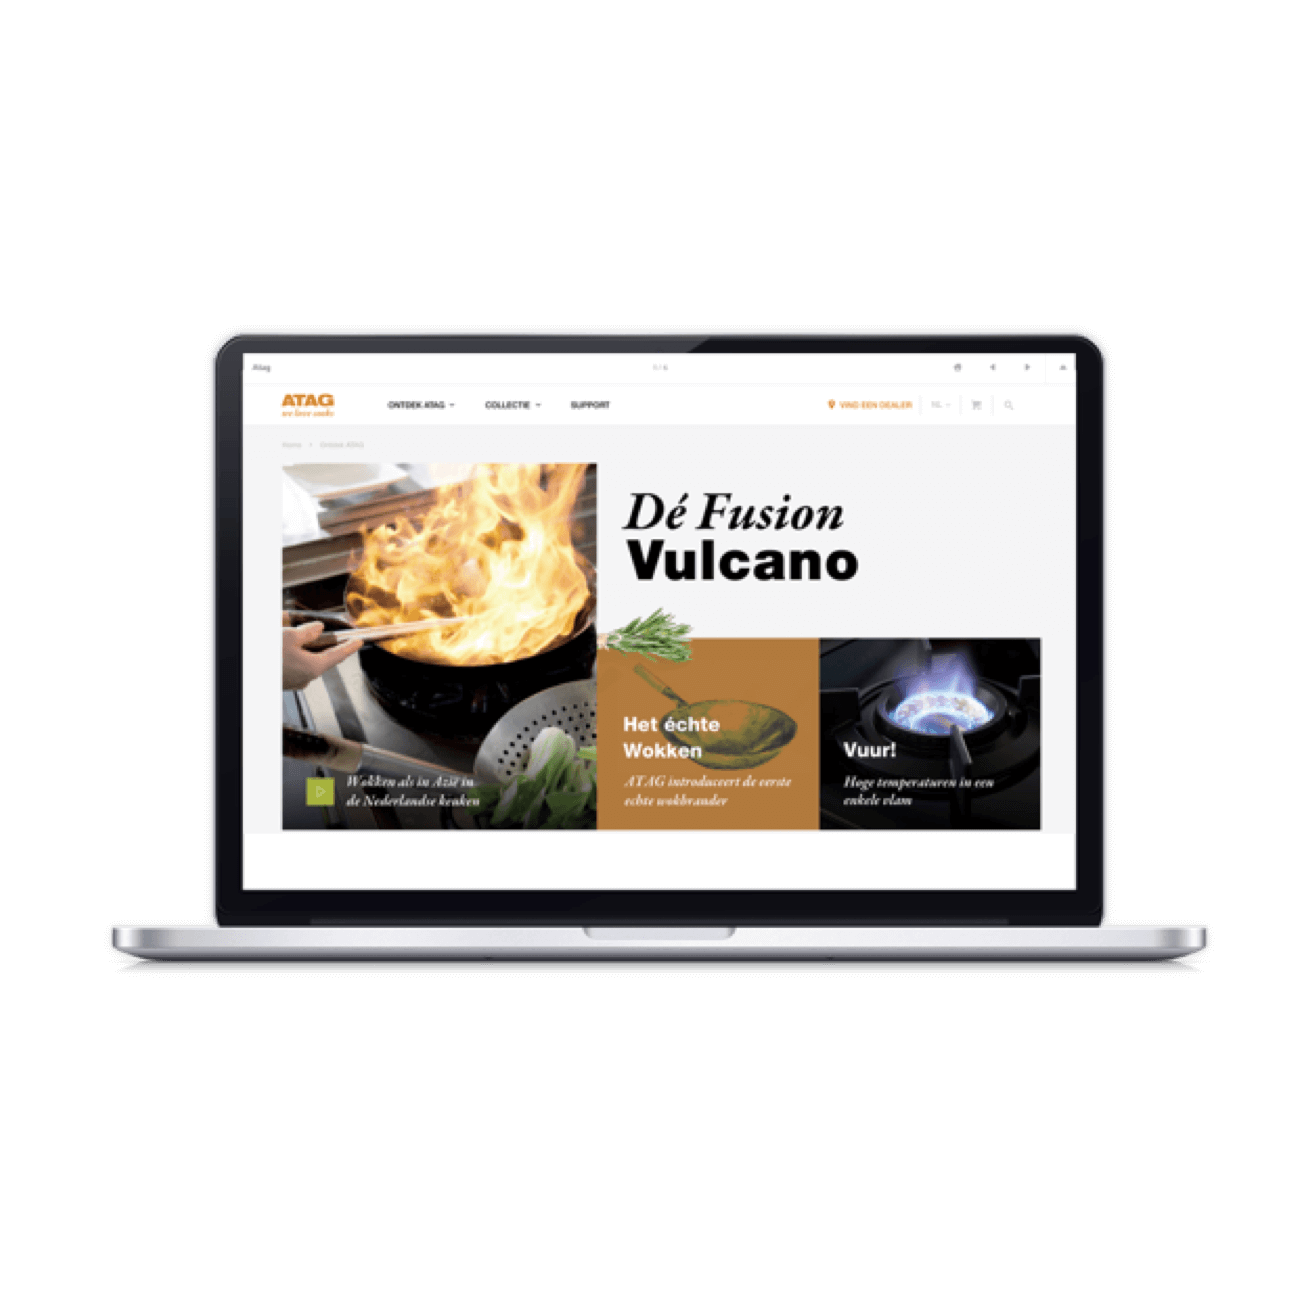 Atag
1 / 6
ATAG
we love cooks
ONTDEK ATAG
COLLECTIE
SUPPORT
VIND EEN DEALER
NL
Home
Ontdek ATAG
Dé Fusion
Vulcano
Wokken als in Azië in
de Nederlandse keuken
Het échte
Wokken
ATAG introduceert de eerste
echte wokbrander
Vuur!
Hoge temperaturen in een
enkele vlam